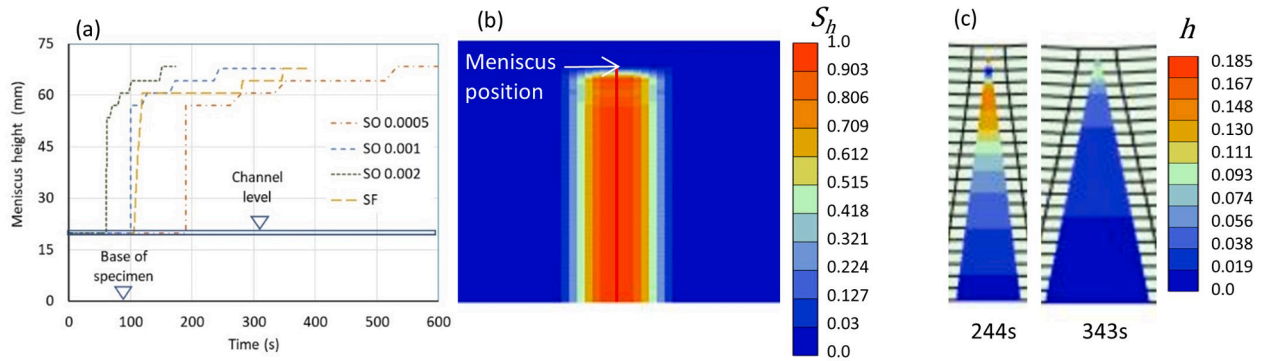 (a)
Meniscus height (mm)
75
60
45
30
15
0
0
100
200
300
400
500
600
Time (s)
SO 0.0005
SO 0.001
SO 0.002
SF
Channel
level
Base of
specimen
(b)
Meniscus
position
Sh
1.0
0.903
0.806
0.709
0.612
0.515
0.418
0.321
0.224
0.127
0.03
0.0
(c)
244s
343s
h
0.185
0.167
0.148
0.130
0.111
0.093
0.074
0.056
0.038
0.019
0.0